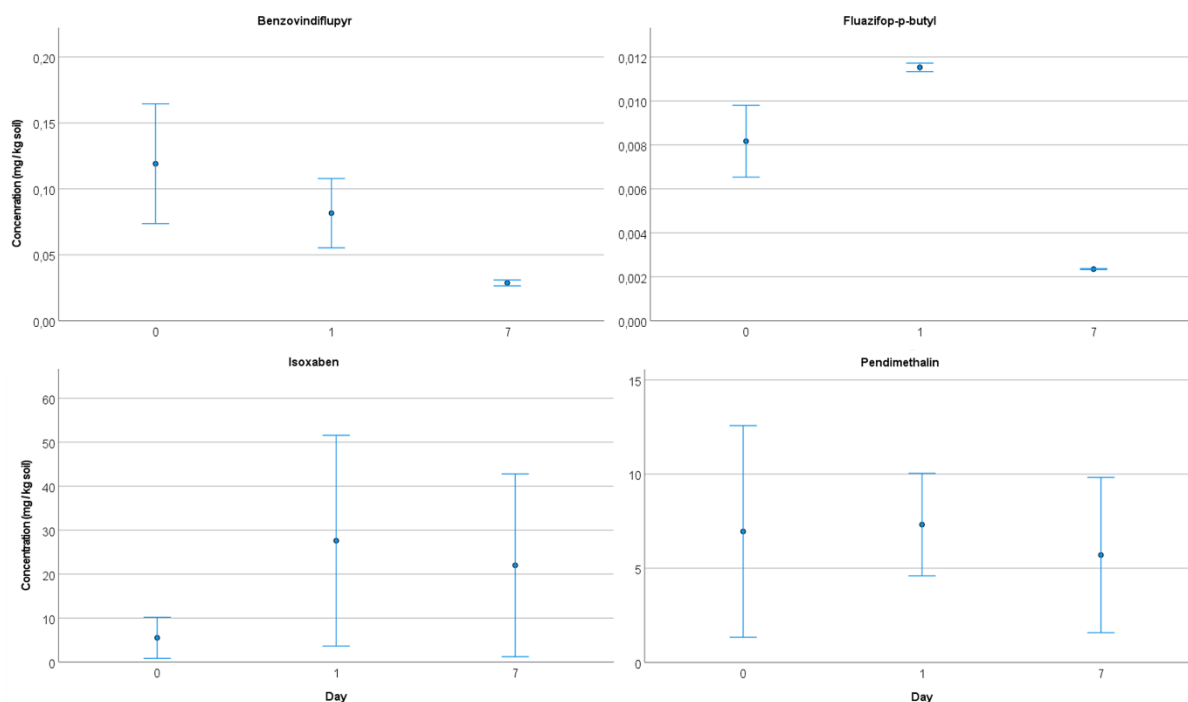 Benzovindiflupyr
Concenration (mg / kg soil)
0,20
0,15
0,10
0,05
0,00
0 1 7
Fluazifop-p-butyl
0,012
0,010
0,008
0,006
0,004
0,002
0,000
0 1 7
Isoxaben
Concentration (mg / kg soil)
60
50
40
30
20
10
0
0 1 7
Day
Pendimethalin
15
10
5
0
0 1 7
Day